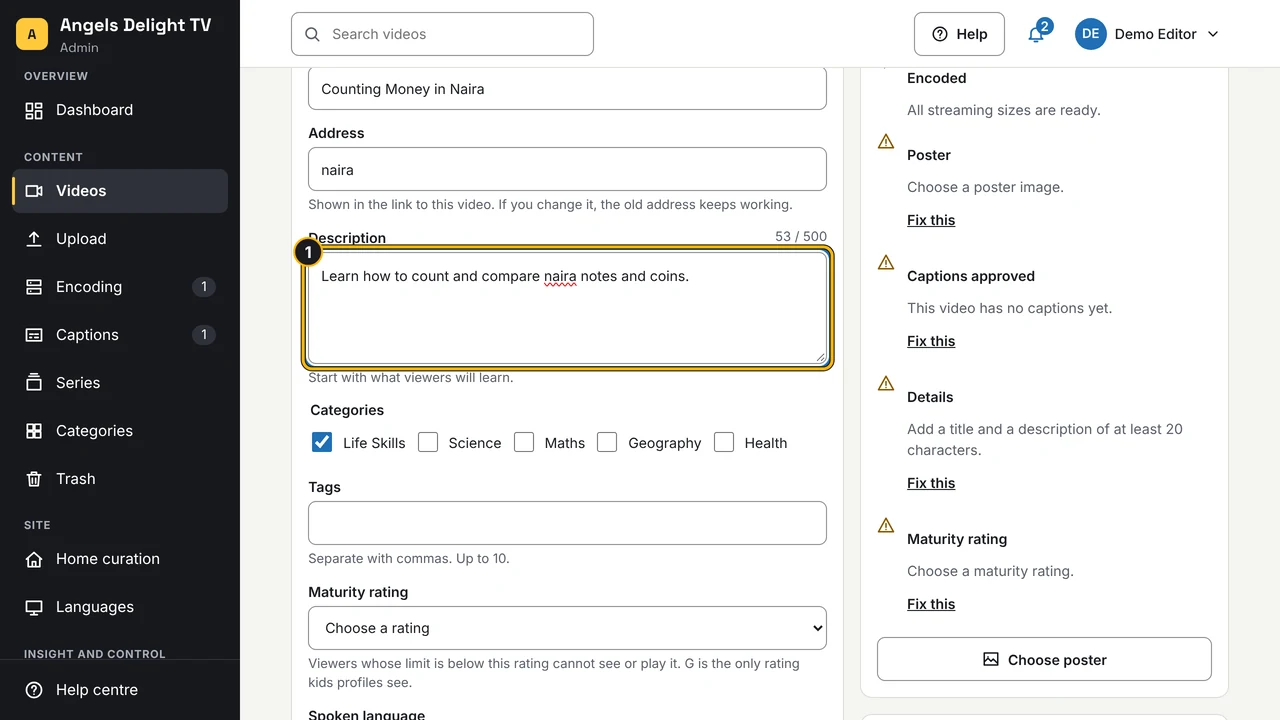 A
Angels Delight TV
Admin
OVERVIEW
Dashboard
CONTENT
Videos
Upload
Encoding 1
Captions 1
Series
Categories
Trash
SITE
Home curation
Languages
INSIGHT AND CONTROL
Help centre
Search videos
Help
2
DE Demo Editor
Counting Money in Naira
Address
naira
Shown in the link to this video. If you change it, the old address keeps working.
Description 53 / 500
1
Learn how to count and compare naira notes and coins.
Start with what viewers will learn.
Categories
Life Skills Science Maths Geography Health
Tags
Separate with commas. Up to 10.
Maturity rating
Choose a rating
Viewers whose limit is below this rating cannot see or play it. G is the only rating
kids profiles see.
Spoken language
Encoded
All streaming sizes are ready.
Poster
Choose a poster image.
Fix this
Captions approved
This video has no captions yet.
Fix this
Details
Add a title and a description of at least 20
characters.
Fix this
Maturity rating
Choose a maturity rating.
Fix this
Choose poster